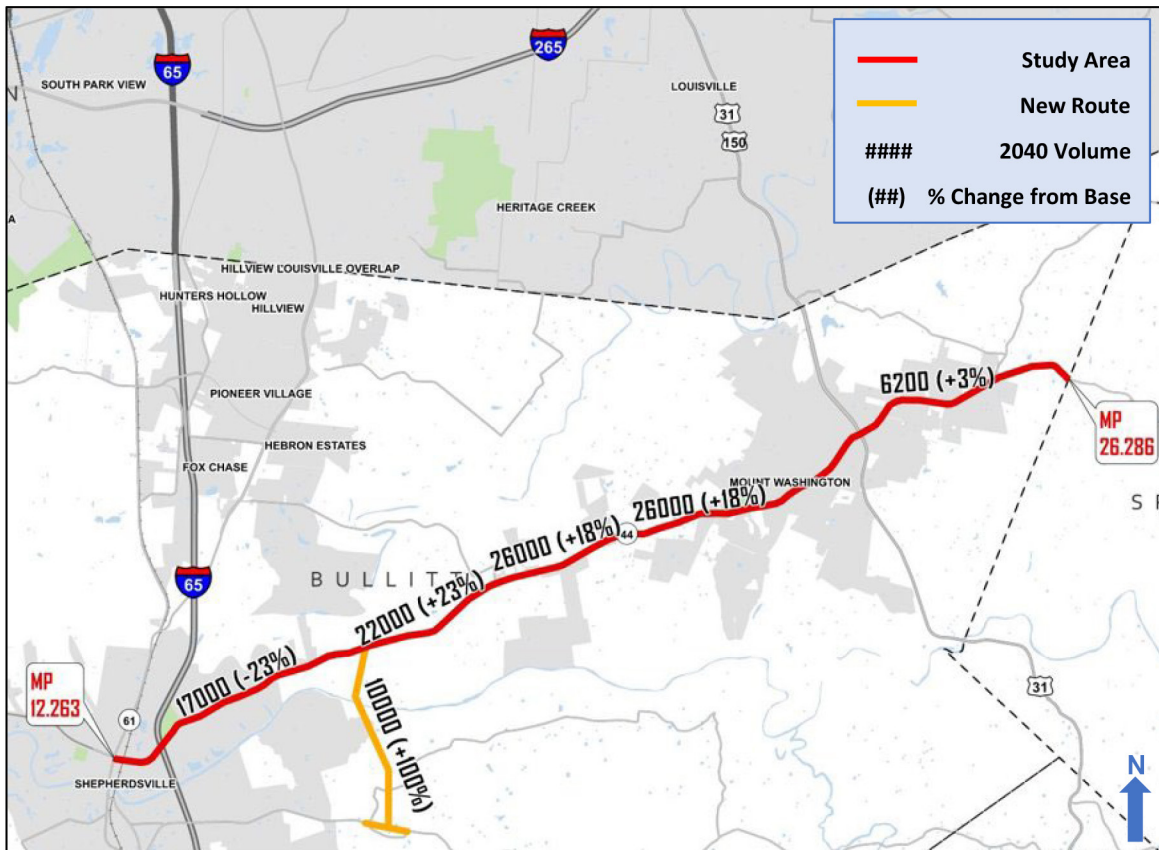 265
65
SOUTH PARK VIEW
LOUISVILLE
31
150
Study Area
New Route
#### 2040 Volume
(##) % Change from Base
N
A
HERITAGE CREEK
HILLVIEW LOUISVILLE OVERLAP
HUNTERS HOLLOW
HILLVIEW
PIONEER VILLAGE
HEBRON ESTATES
FOX CHASE
6200 (+3%)
MP
26.286
MOUNT WASHINGTON
26000 (+18%)
S P
26000 (+18%)
44
65
BULLITT
22000 (+23%)
17000 (-23%)
MP
12.263
61
10000 (+100%)
31
SHEPHERDSVILLE
N